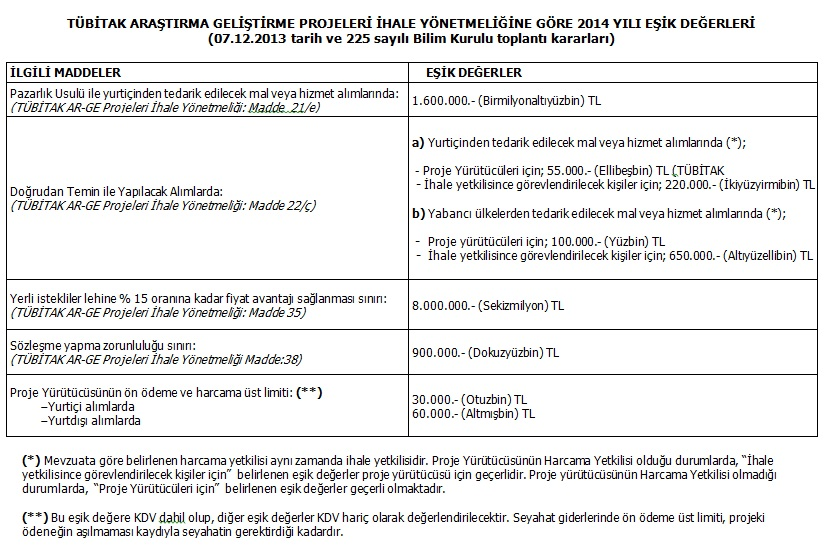 TÜBİTAK ARAŞTIRMA GELİŞTİRME PROJELERİ İHALE YÖNETMELİĞİNE GÖRE 2014 YILI EŞİK DEĞERLERİ
(07.12.2013 tarih ve 225 sayılı Bilim Kurulu toplantı kararları)
İLGİLİ MADDELER
EŞİK DEĞERLER
Pazarlık Usulü ile yurtiçinden tedarik edilecek mal veya hizmet alımlarında:
(TÜBİTAK AR-GE Projeleri İhale Yönetmeliği: Madde  21/e)
1.600.000.- (Birmilyonaltıyüzbin) TL
Doğrudan Temin ile Yapılacak Alımlarda:
(TÜBİTAK AR-GE Projeleri İhale Yönetmeliği: Madde 22/ç)
a) Yurtiçinden tedarik edilecek mal veya hizmet alımlarında (*);
- Proje Yürütücüleri için; 55.000.- (Ellibeşbin) TL (TÜBİTAK
- İhale yetkilisince görevlendirilecek kişiler için; 220.000.- (İkiyüzyirmibin) TL
b) Yabancı ülkelerden tedarik edilecek mal veya hizmet alımlarında (*);
- Proje yürütücüleri için; 100.000.- (Yüzbin) TL
- İhale yetkilisince görevlendirilecek kişiler için; 650.000.- (Altıyüzellibin) TL
Yerli istekliler lehine % 15 oranına kadar fiyat avantajı sağlanması sınırı:
(TÜBİTAK AR-GE Projeleri İhale Yönetmeliği: Madde 35)
8.000.000.- (Sekizmilyon) TL
Sözleşme yapma zorunluluğu sınırı:
(TÜBİTAK AR-GE Projeleri İhale Yönetmeliği Madde:38)
900.000.- (Dokuzyüzbin) TL
Proje Yürütücüsünün ön ödeme ve harcama üst limiti: (**)
–Yurtiçi alımlarda
–Yurtdışı alımlarda
30.000.- (Otuzbin) TL
60.000.- (Altmışbin) TL
(*) Mevzuata göre belirlenen harcama yetkilisi aynı zamanda ihale yetkilisidir. Proje Yürütücüsünün Harcama Yetkilisi olduğu durumlarda, “İhale
yetkilisince görevlendirilecek kişiler için” belirlenen eşik değerler proje yürütücüsü için geçerlidir. Proje yürütücüsünün Harcama Yetkilisi olmadığı
durumlarda, “Proje Yürütücüleri için” belirlenen eşik değerler geçerli olmaktadır.
(**) Bu eşik değere KDV dahil olup, diğer eşik değerler KDV hariç olarak değerlendirilecektir. Seyahat giderlerinde ön ödeme üst limiti, projeki
ödeneğin aşılmaması kaydıyla seyahatin gerektirdiği kadardır.